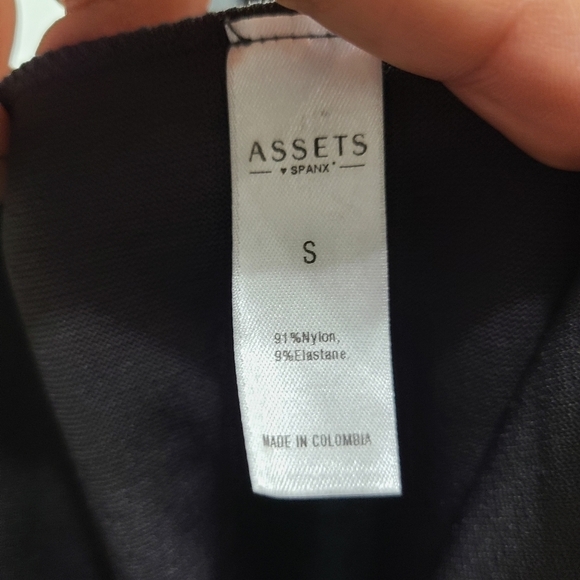 ASSETS
♥ SPANX®
S
91%Nylon,
9%Elastane.
MADE IN COLOMBIA